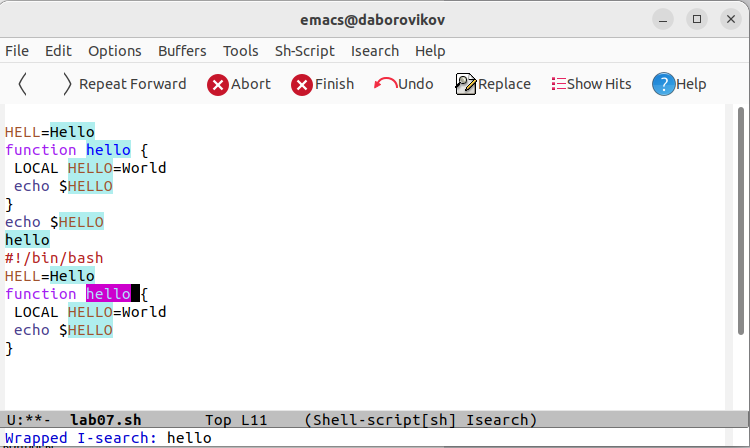 emacs@daborovikov
File Edit Options Buffers Tools Sh-Script Isearch Help
Repeat Forward Abort Finish Undo Replace Show Hits ? Help
HELL=Hello
function hello {
 LOCAL HELLO=World
 echo $HELLO
}
echo $HELLO
hello
#!/bin/bash
HELL=Hello
function hello {
 LOCAL HELLO=World
 echo $HELLO
}
U:**-  lab07.sh       Top L11    (Shell-script[sh] Isearch)
Wrapped I-search: hello